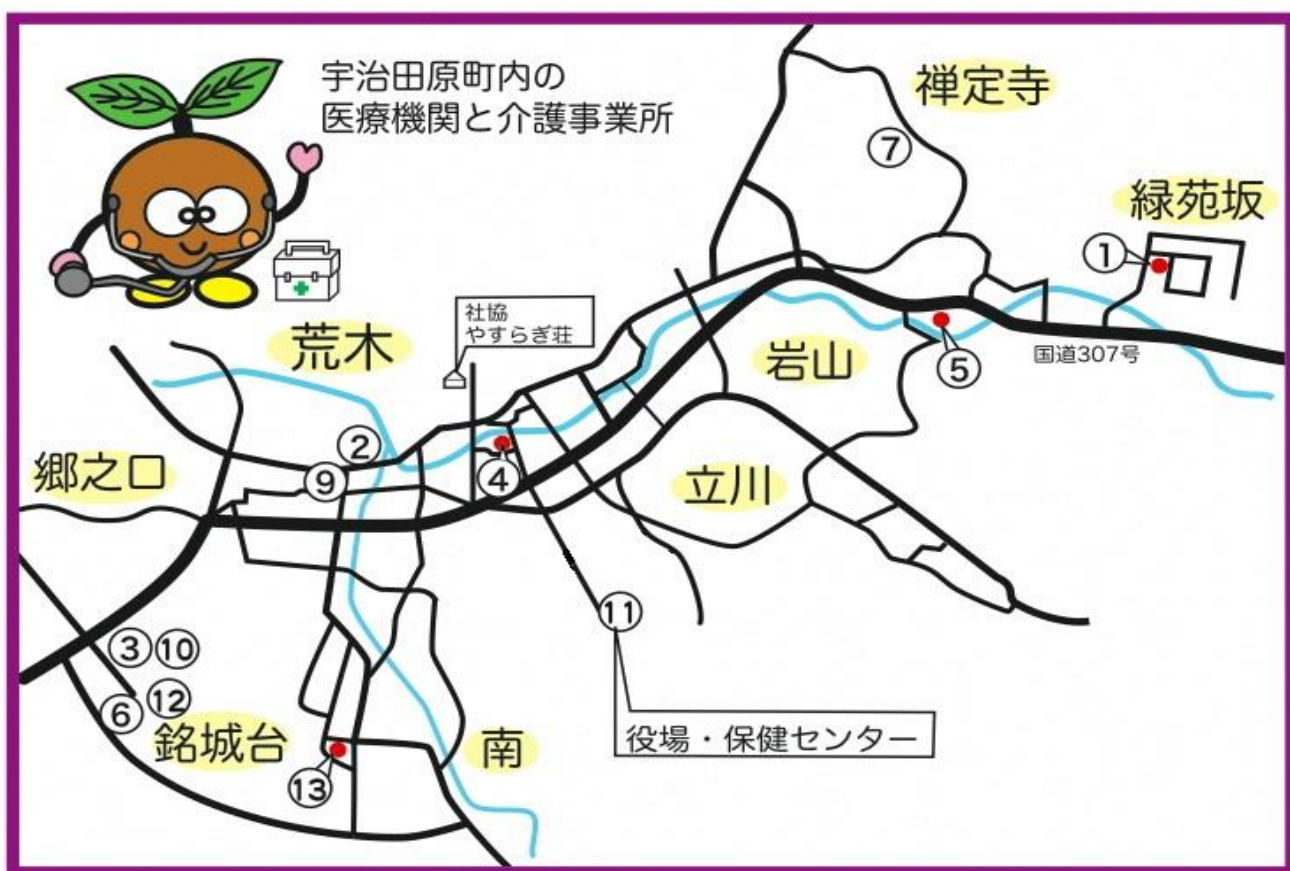 宇治田原町内の
医療機関と介護事業所
禅定寺
⑦
緑苑坂
①
社協
やすらぎ荘
荒木
岩山
⑤
国道307号
②
郷之口
⑨
④
立川
⑪
③⑩
⑥⑫
銘城台
南
役場・保健センター
⑬